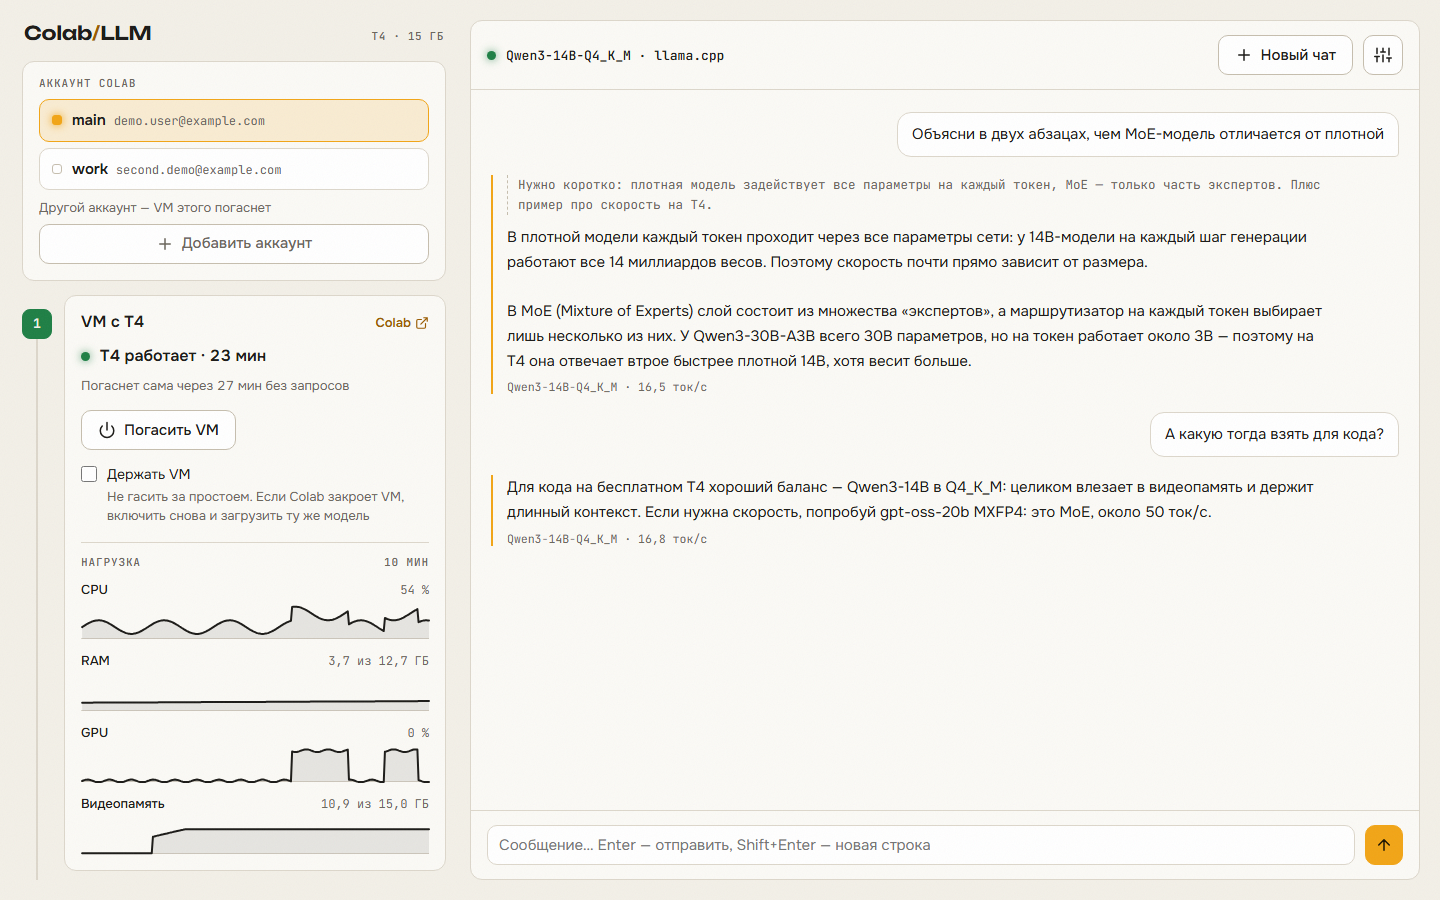 Colab/LLM
T4 · 15 ГБ
АККАУНТ COLAB
main demo.user@example.com
work second.demo@example.com
Другой аккаунт — VM этого погаснет
Добавить аккаунт
1
VM с T4
Colab
T4 работает · 23 мин
Погаснет сама через 27 мин без запросов
Погасить VM
Держать VM
Не гасить за простоем. Если Colab закроет VM,
включить снова и загрузить ту же модель
НАГРУЗКА
10 МИН
CPU
54 %
RAM
3,7 из 12,7 ГБ
GPU
0 %
Видеопамять
10,9 из 15,0 ГБ
Qwen3-14B-Q4_K_M · llama.cpp
Новый чат
Объясни в двух абзацах, чем MoE-модель отличается от плотной
Нужно коротко: плотная модель задействует все параметры на каждый токен, MoE — только часть экспертов. Плюс
пример про скорость на T4.
В плотной модели каждый токен проходит через все параметры сети: у 14B-модели на каждый шаг генерации
работают все 14 миллиардов весов. Поэтому скорость почти прямо зависит от размера.
В MoE (Mixture of Experts) слой состоит из множества «экспертов», а маршрутизатор на каждый токен выбирает
лишь несколько из них. У Qwen3-30B-A3B всего 30B параметров, но на токен работает около 3B — поэтому на
T4 она отвечает втрое быстрее плотной 14B, хотя весит больше.
Qwen3-14B-Q4_K_M · 16,5 ток/с
А какую тогда взять для кода?
Для кода на бесплатном T4 хороший баланс — Qwen3-14B в Q4_K_M: целиком влезает в видеопамять и держит
длинный контекст. Если нужна скорость, попробуй gpt-oss-20b MXFP4: это MoE, около 50 ток/с.
Qwen3-14B-Q4_K_M · 16,8 ток/с
Сообщение... Enter — отправить, Shift+Enter — новая строка